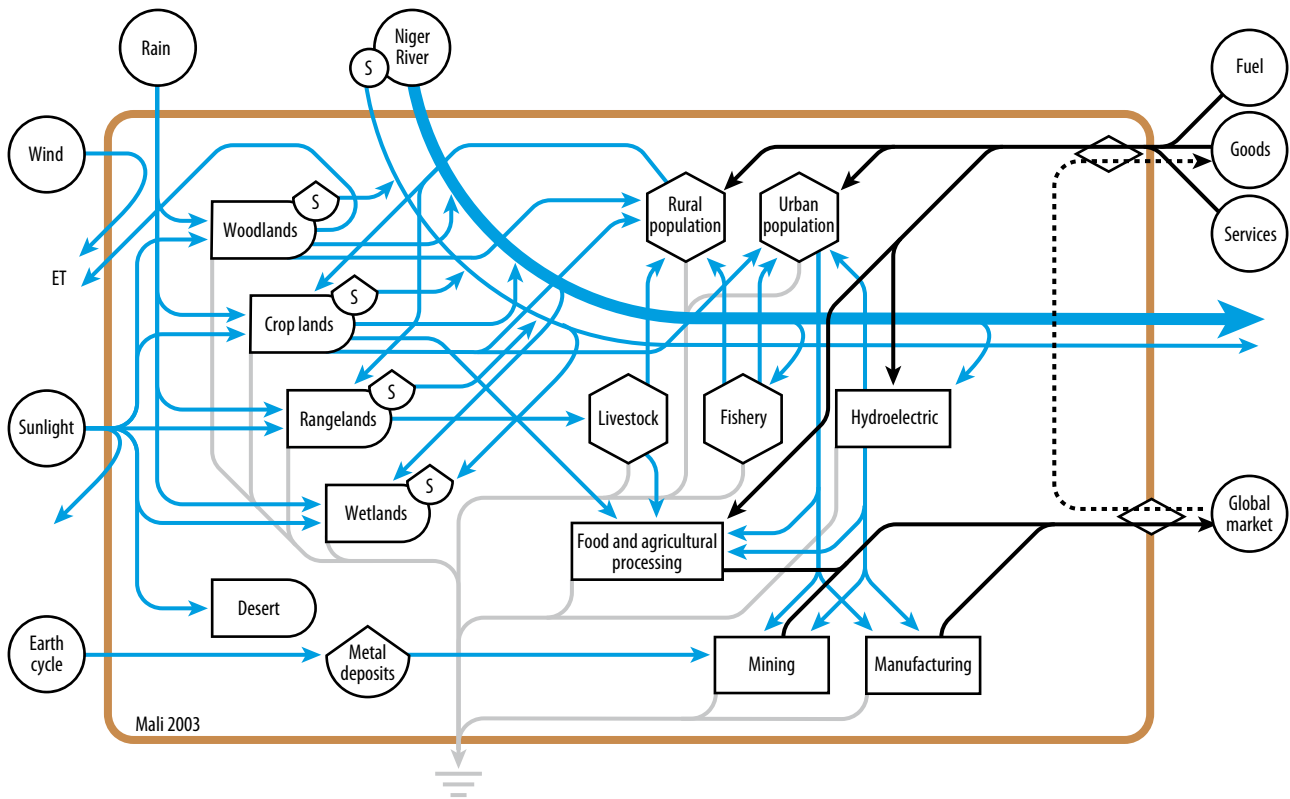 Rain
Niger
River
S
Fuel
Wind
Goods
S
Woodlands
Rural
population
Urban
population
Services
ET
S
Crop lands
S
Rangelands
Livestock
Fishery
Hydroelectric
Sunlight
S
Wetlands
Global
market
Food and agricultural
processing
Desert
Earth
cycle
Metal
deposits
Mining
Manufacturing
Mali 2003